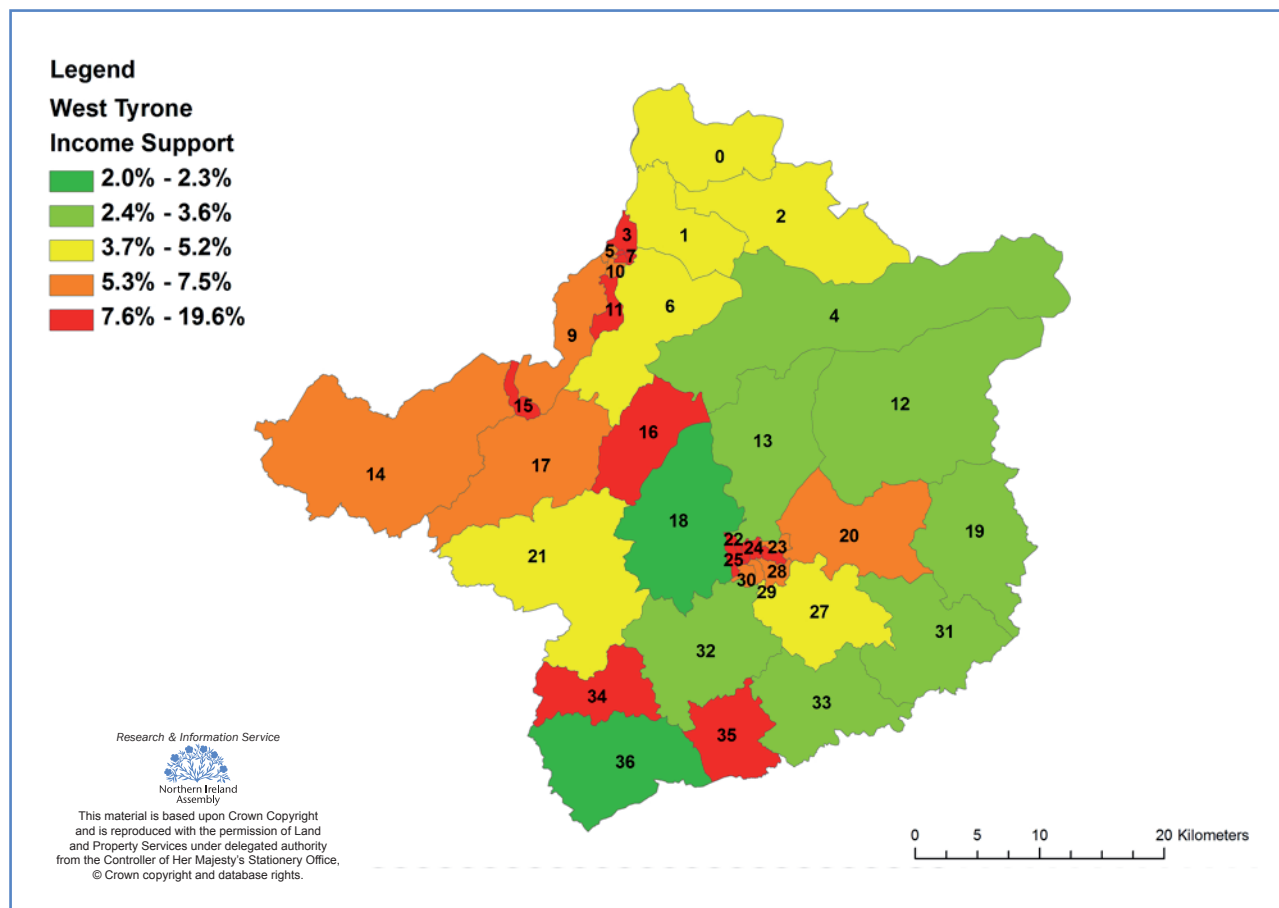 Legend
West Tyrone
Income Support
2.0% - 2.3%
2.4% - 3.6%
3.7% - 5.2%
5.3% - 7.5%
7.6% - 19.6%
0
2
1
3
5
7
10
6
11
4
9
12
15
16
13
14
17
18
19
20
22
24
23
21
25
28
30
29
27
31
32
34
33
35
36
Research & Information Service
Northern Ireland
Assembly
This material is based upon Crown Copyright
and is reproduced with the permission of Land
and Property Services under delegated authority
from the Controller of Her Majesty's Stationery Office,
© Crown copyright and database rights.
0 5 10 20 Kilometers